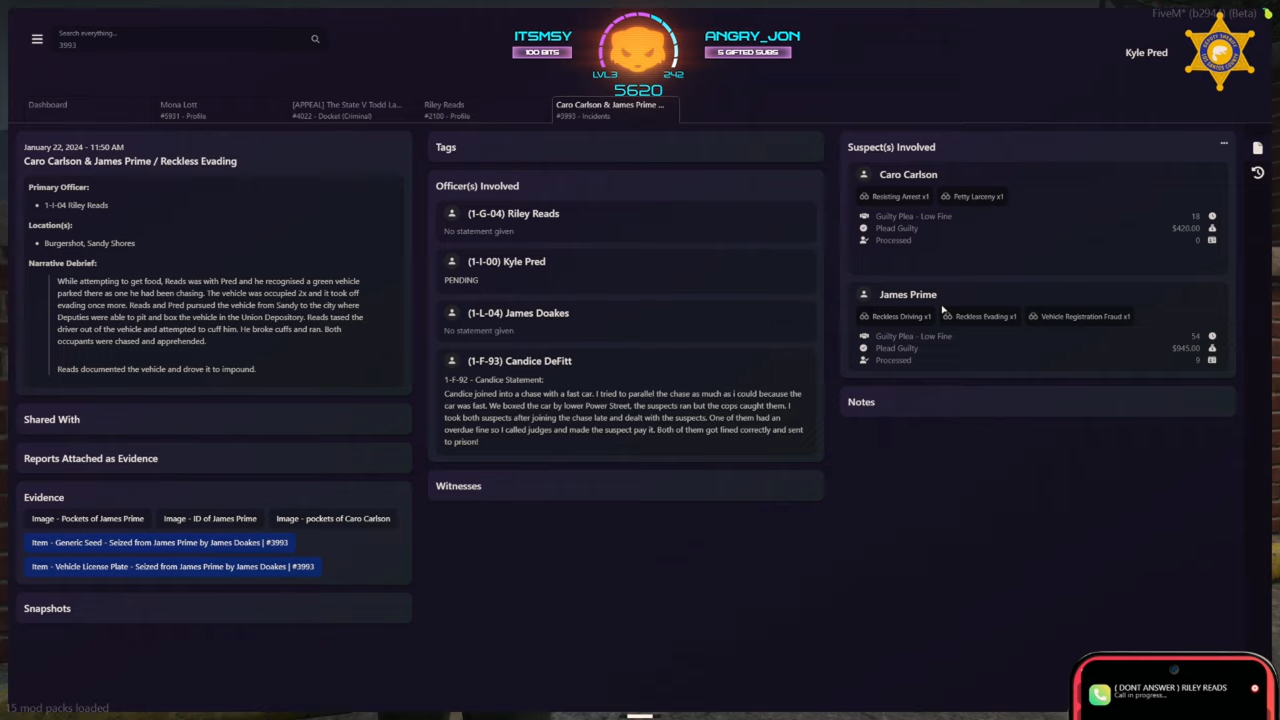 FiveM* (b294 ) (Beta)
Search everything...
3993
ITSMSY
100 BITS
LVL3
242
5620
ANGRY_JON
5 GIFTED SUBS
Kyle Pred
Dashboard
Mona Lott
#5931 - Profile
[APPEAL] The State V Todd La...
#4022 - Docket (Criminal)
Riley Reads
#2100 - Profile
Caro Carlson & James Prime ...
#3993 - Incidents
January 22, 2024 - 11:50 AM
Caro Carlson & James Prime / Reckless Evading
Primary Officer:
1-I-04 Riley Reads
Location(s):
Burgershot, Sandy Shores
Narrative Debrief:
While attempting to get food, Reads was with Pred and he recognised a green vehicle
parked there as one he had been chasing. The vehicle was occupied 2x and it took off
evading once more. Reads and Pred pursued the vehicle from Sandy to the city where
Deputies were able to pit and box the vehicle in the Union Depository. Reads tased the
driver out of the vehicle and attempted to cuff him. He broke cuffs and ran. Both
occupants were chased and apprehended.
Reads documented the vehicle and drove it to impound.
Shared With
Reports Attached as Evidence
Evidence
Image - Pockets of James Prime
Image - ID of James Prime
Image - pockets of Caro Carlson
Item - Generic Seed - Seized from James Prime by James Doakes | #3993
Item - Vehicle License Plate - Seized from James Prime by James Doakes | #3993
Snapshots
Tags
Officer(s) Involved
(1-G-04) Riley Reads
No statement given
(1-I-00) Kyle Pred
PENDING
(1-L-04) James Doakes
No statement given
(1-F-93) Candice DeFitt
1-F-92 - Candice Statement:
Candice joined into a chase with a fast car. I tried to parallel the chase as much as i could because the
car was fast. We boxed the car by lower Power Street, the suspects ran but the cops caught them. I
took both suspects after joining the chase late and dealt with the suspects. One of them had an
overdue fine so I called judges and made the suspect pay it. Both of them got fined correctly and sent
to prison!
Witnesses
Suspect(s) Involved
Caro Carlson
Resisting Arrest x1
Petty Larceny x1
Guilty Plea - Low Fine 18
Plead Guilty $420.00
Processed 0
James Prime
Reckless Driving x1
Reckless Evading x1
Vehicle Registration Fraud x1
Guilty Plea - Low Fine 54
Plead Guilty $945.00
Processed 9
Notes
( DONT ANSWER ) RILEY READS
Call in progress...
15 mod packs loaded